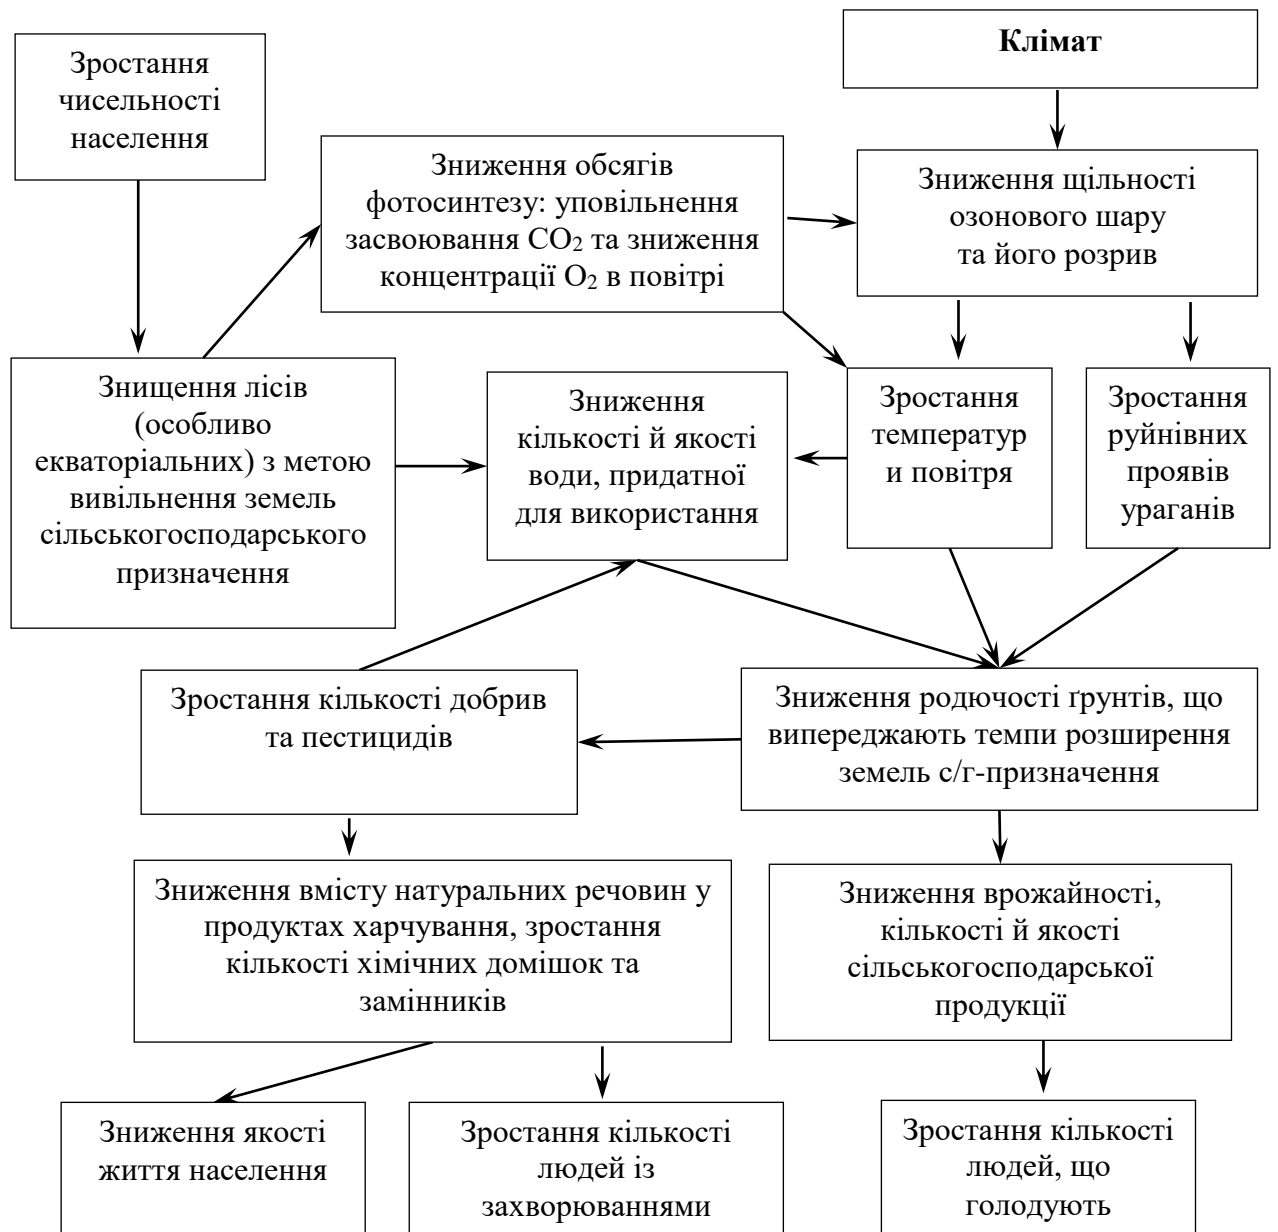 Зростання
чисельності
населення
Клімат
Зниження обсягів
фотосинтезу: уповільнення
засвоювання CO₂ та зниження
концентрації O₂ в повітрі
Зниження щільності
озонового шару
та його розрив
Знищення лісів
(особливо
екваторіальних) з метою
вивільнення земель
сільськогосподарського
призначення
Зниження
кількості й якості
води, придатної
для використання
Зростання
температур
и повітря
Зростання
руйнівних
проявів
ураганів
Зростання кількості добрив
та пестицидів
Зниження родючості ґрунтів, що
випереджають темпи розширення
земель с/г-призначення
Зниження вмісту натуральних речовин у
продуктах харчування, зростання
кількості хімічних домішок та
замінників
Зниження врожайності,
кількості й якості
сільськогосподарської
продукції
Зниження якості
життя населення
Зростання кількості
людей із
захворюваннями
Зростання кількості
людей, що
голодують